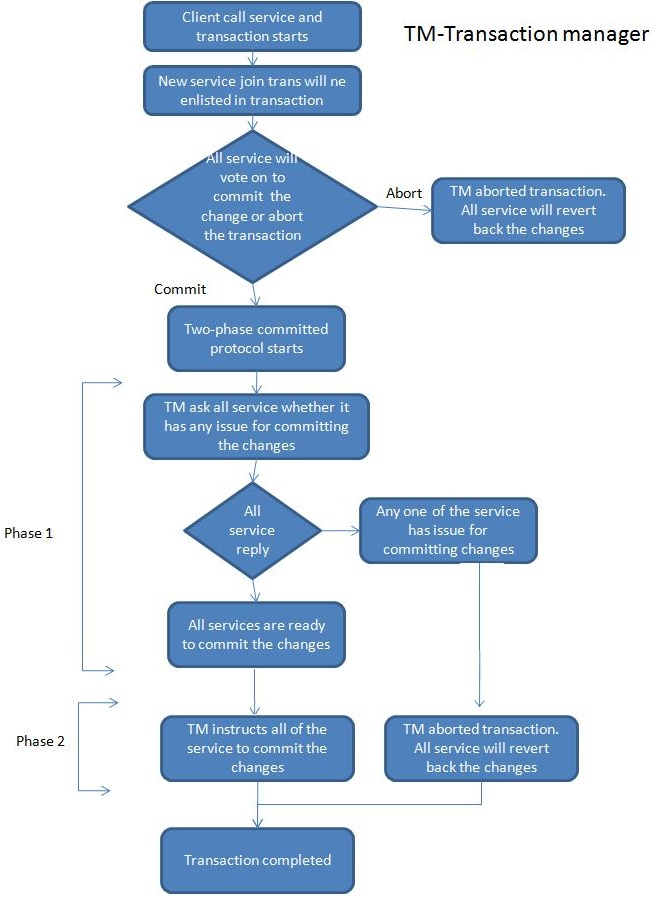 Client call service and
transaction starts
TM-Transaction manager
New service join trans will ne
enlisted in transaction
All service will
vote on to
commit the
change or abort
the transaction
Abort
TM aborted transaction.
All service will revert
back the changes
Commit
Two-phase committed
protocol starts
TM ask all service whether it
has any issue for committing
the changes
Phase 1
All
service
reply
Any one of the service
has issue for
committing changes
All services are ready
to commit the changes
Phase 2
TM instructs all of the
service to commit the
changes
TM aborted transaction.
All service will revert
back the changes
Transaction completed